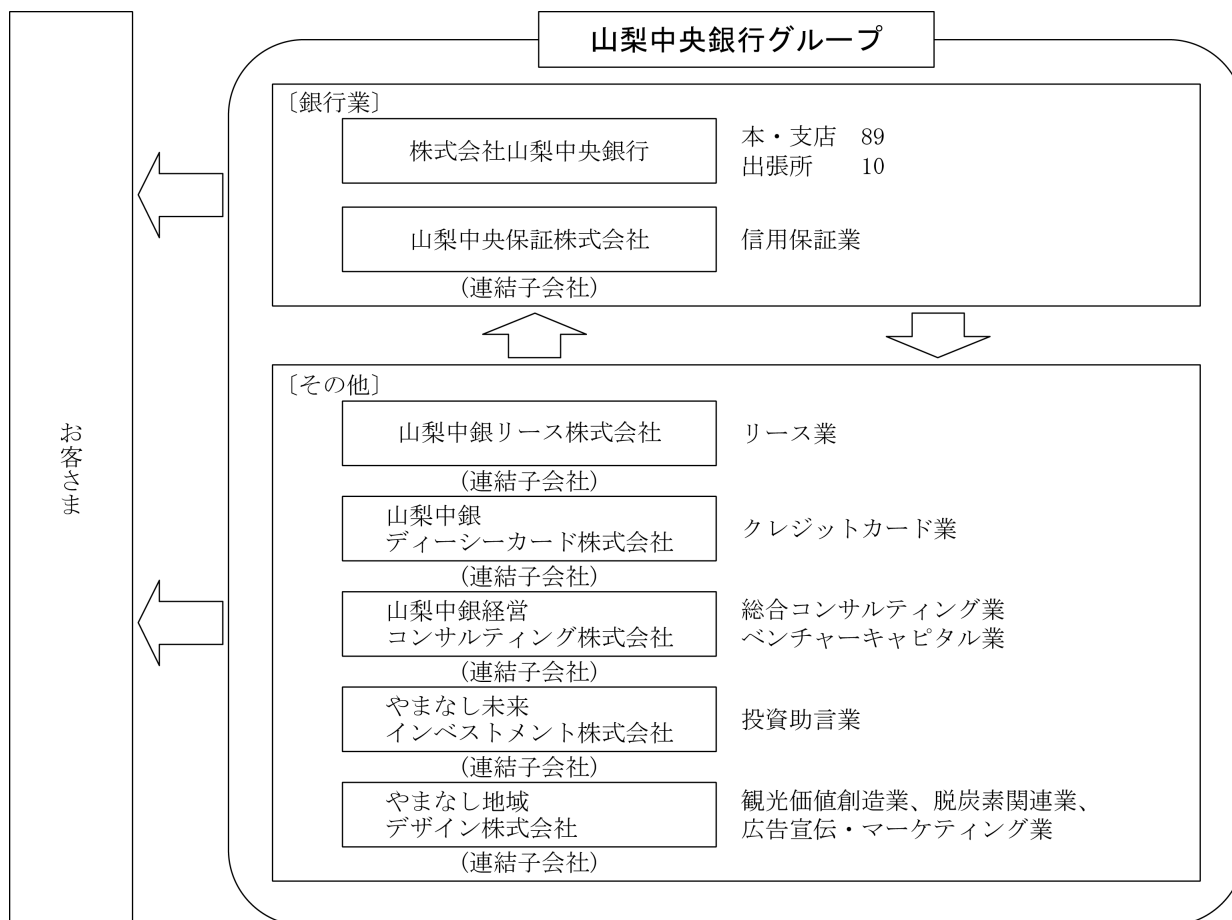 山梨中央銀行グループ
〔銀行業〕
株式会社山梨中央銀行
本・支店 89
出張所 10
山梨中央保証株式会社
信用保証業
(連結子会社)
〔その他〕
山梨中銀リース株式会社
リース業
(連結子会社)
山梨中銀
ディーシーカード株式会社
クレジットカード業
(連結子会社)
山梨中銀経営
コンサルティング株式会社
総合コンサルティング業
ベンチャーキャピタル業
(連結子会社)
やまなし未来
インベストメント株式会社
投資助言業
(連結子会社)
やまなし地域
デザイン株式会社
観光価値創造業、脱炭素関連業、
広告宣伝・マーケティング業
(連結子会社)
お客さま